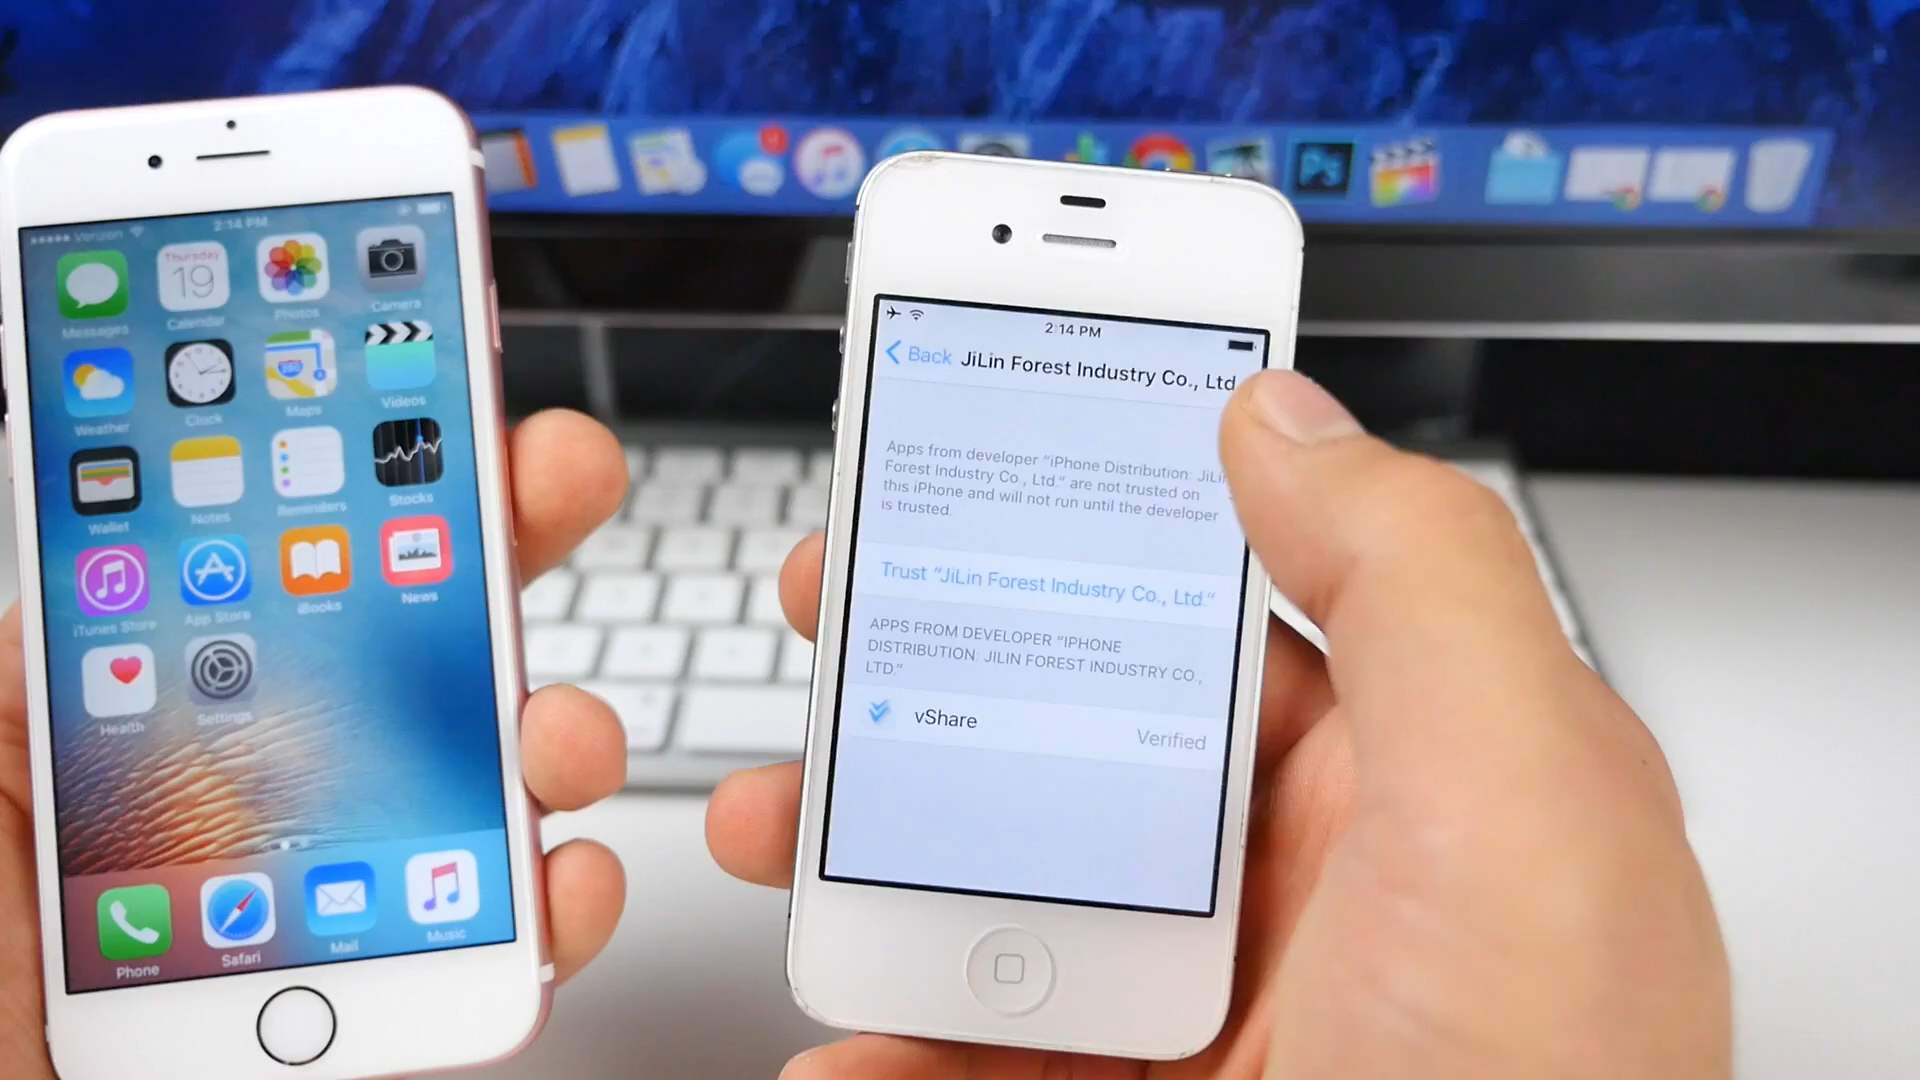 Verizon
2:14 PM
Messages
Thursday
19
Calendar
Photos
Camera
Weather
Clock
280
Maps
Videos
Wallet
Notes
Reminders
Stocks
iTunes Store
App Store
iBooks
News
Health
Settings
Phone
Safari
Mail
Music
Ps
2:14 PM
Back
JiLin Forest Industry Co., Ltd
Apps from developer “iPhone Distribution: JiLi
Forest Industry Co., Ltd.“ are not trusted on
this iPhone and will not run until the developer
is trusted.
Trust “JiLin Forest Industry Co., Ltd.“
APPS FROM DEVELOPER “IPHONE
DISTRIBUTION: JILIN FOREST INDUSTRY CO.,
LTD.“
vShare
Verified